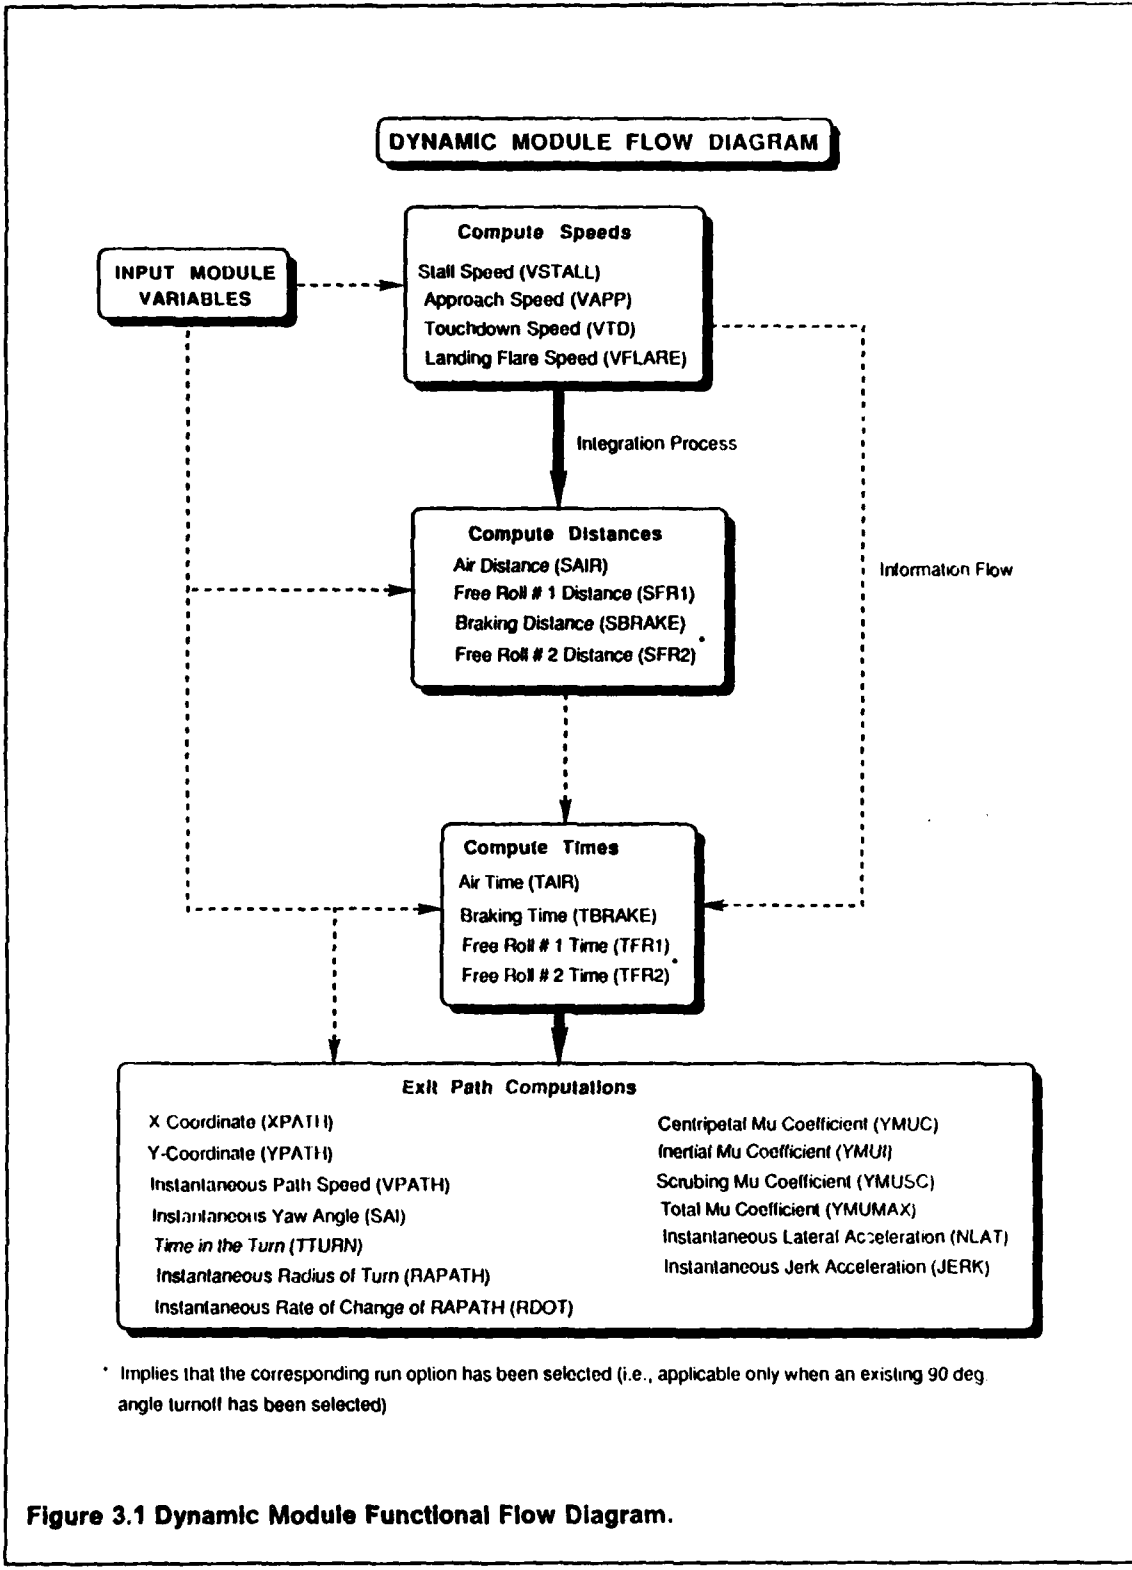 DYNAMIC MODULE FLOW DIAGRAM
INPUT MODULE
VARIABLES
Compute Speeds
Stall Speed (VSTALL)
Approach Speed (VAPP)
Touchdown Speed (VTD)
Landing Flare Speed (VFLARE)
Integration Process
Compute Distances
Air Distance (SAIR)
Free Roll # 1 Distance (SFR1)
Braking Distance (SBRAKE)
Free Roll # 2 Distance (SFR2)*
Information Flow
Compute Times
Air Time (TAIR)
Braking Time (TBRAKE)
Free Roll # 1 Time (TFR1)
Free Roll # 2 Time (TFR2)*
Exit Path Computations
X Coordinate (XPATH)
Y-Coordinate (YPATH)
Instantaneous Path Speed (VPATH)
Instantaneous Yaw Angle (SAI)
Time in the Turn (TTURN)
Instantaneous Radius of Turn (RAPATH)
Instantaneous Rate of Change of RAPATH (RDOT)
Centripetal Mu Coefficient (YMUC)
Inertial Mu Coefficient (YMUI)
Scrubing Mu Coefficient (YMUSC)
Total Mu Coefficient (YMUMAX)
Instantaneous Lateral Acceleration (NLAT)
Instantaneous Jerk Acceleration (JERK)
* Implies that the corresponding run option has been selected (i.e., applicable only when an existing 90 deg.
angle turnoff has been selected)
Figure 3.1 Dynamic Module Functional Flow Diagram.